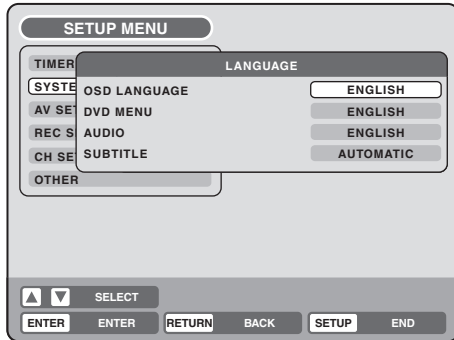 SETUP MENU
TIMER
LANGUAGE
SYSTE
OSD LANGUAGE ENGLISH
AV SET
DVD MENU ENGLISH
REC S
AUDIO ENGLISH
CH SE
SUBTITLE AUTOMATIC
OTHER
SELECT
ENTER ENTER RETURN BACK SETUP END